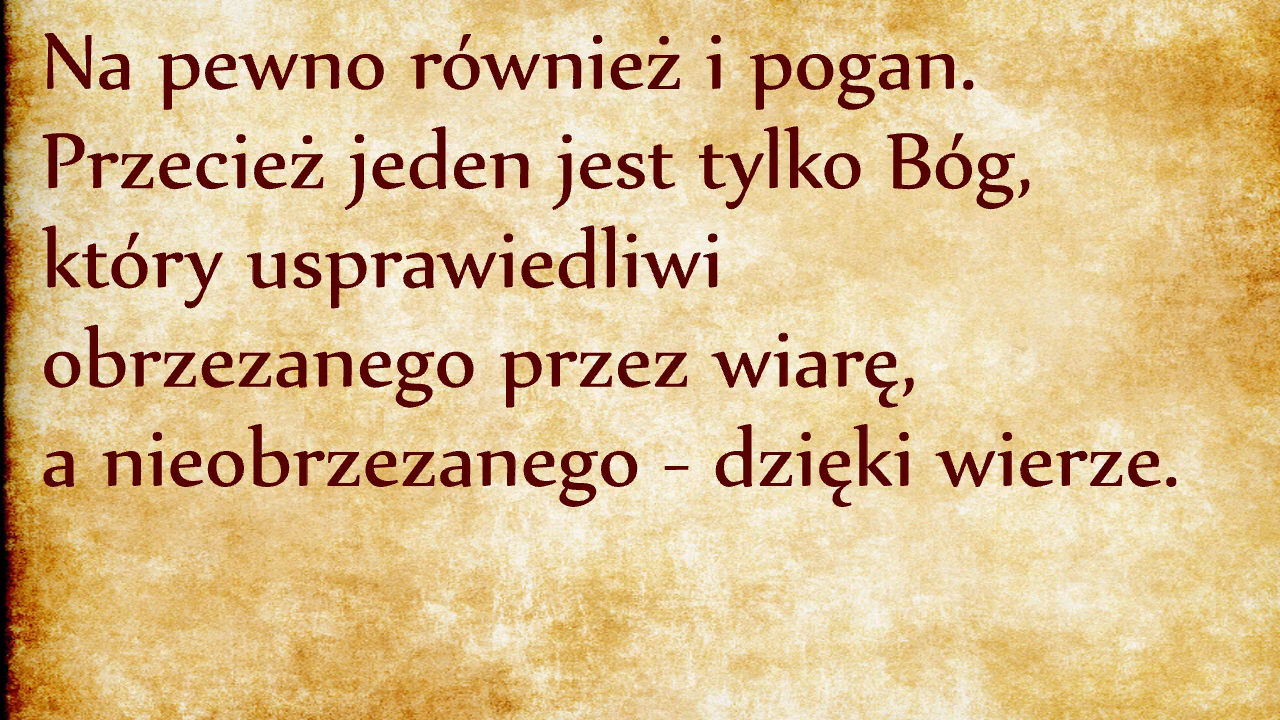 Na pewno również i pogan.
Przecież jeden jest tylko Bóg,
który usprawiedliwi
obrzezanego przez wiarę,
a nieobrzezanego - dzięki wierze.